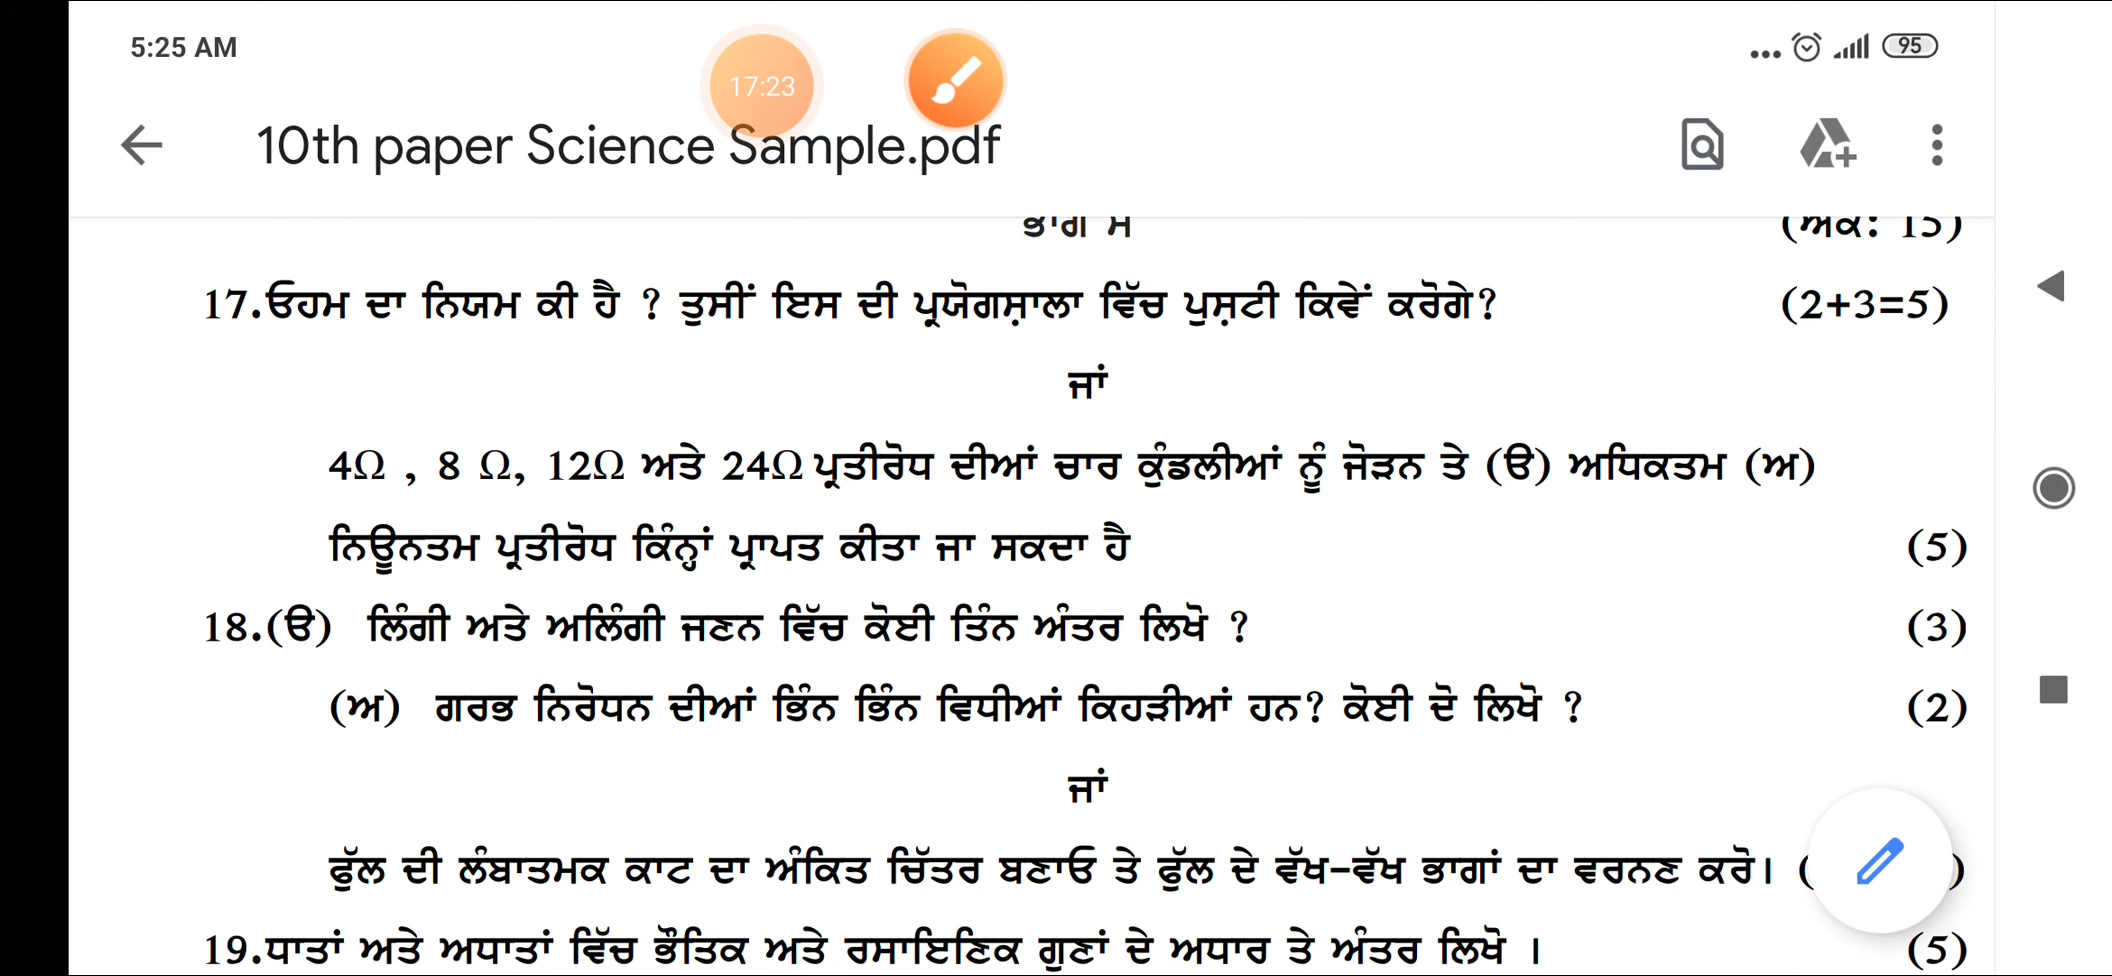 5:25 AM
17:23
95
10th paper Science Sample.pdf
ਭਾਗ ਸ (ਅੰਕ: 15)
17.ਓਹਮ ਦਾ ਨਿਯਮ ਕੀ ਹੈ ? ਤੁਸੀਂ ਇਸ ਦੀ ਪ੍ਰਯੋਗਸ਼ਾਲਾ ਵਿੱਚ ਪੁਸ਼ਟੀ ਕਿਵੇਂ ਕਰੋਗੇ? (2+3=5)
ਜਾਂ
4Ω , 8 Ω, 12Ω ਅਤੇ 24Ω ਪ੍ਰਤੀਰੋਧ ਦੀਆਂ ਚਾਰ ਕੁੰਡਲੀਆਂ ਨੂੰ ਜੋੜਨ ਤੇ (ੳ) ਅਧਿਕਤਮ (ਅ)
ਨਿਊਨਤਮ ਪ੍ਰਤੀਰੋਧ ਕਿੰਨ੍ਹਾਂ ਪ੍ਰਾਪਤ ਕੀਤਾ ਜਾ ਸਕਦਾ ਹੈ (5)
18.(ੳ) ਲਿੰਗੀ ਅਤੇ ਅਲਿੰਗੀ ਜਣਨ ਵਿੱਚ ਕੋਈ ਤਿੰਨ ਅੰਤਰ ਲਿਖੋ ? (3)
(ਅ) ਗਰਭ ਨਿਰੋਧਨ ਦੀਆਂ ਭਿੰਨ ਭਿੰਨ ਵਿਧੀਆਂ ਕਿਹੜੀਆਂ ਹਨ? ਕੋਈ ਦੋ ਲਿਖੋ ? (2)
ਜਾਂ
ਫੁੱਲ ਦੀ ਲੰਬਾਤਮਕ ਕਾਟ ਦਾ ਅੰਕਿਤ ਚਿੱਤਰ ਬਣਾਓ ਤੇ ਫੁੱਲ ਦੇ ਵੱਖ-ਵੱਖ ਭਾਗਾਂ ਦਾ ਵਰਨਣ ਕਰੋ। ( )
19.ਧਾਤਾਂ ਅਤੇ ਅਧਾਤਾਂ ਵਿੱਚ ਭੌਤਿਕ ਅਤੇ ਰਸਾਇਣਿਕ ਗੁਣਾਂ ਦੇ ਅਧਾਰ ਤੇ ਅੰਤਰ ਲਿਖੋ । (5)